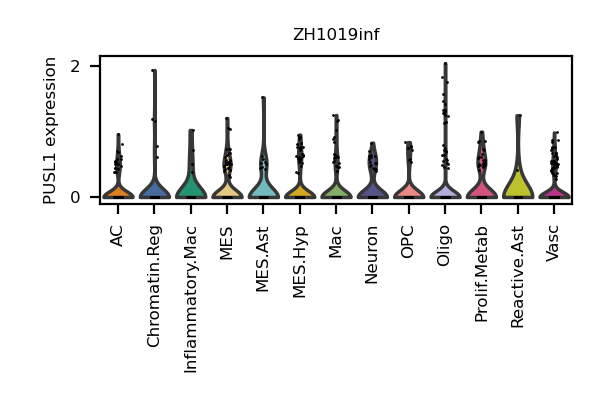 ZH1019inf
PUSL1 expression
2
0
AC
Chromatin.Reg
Inflammatory.Mac
MES
MES.Ast
MES.Hyp
Mac
Neuron
OPC
Oligo
Prolif.Metab
Reactive.Ast
Vasc